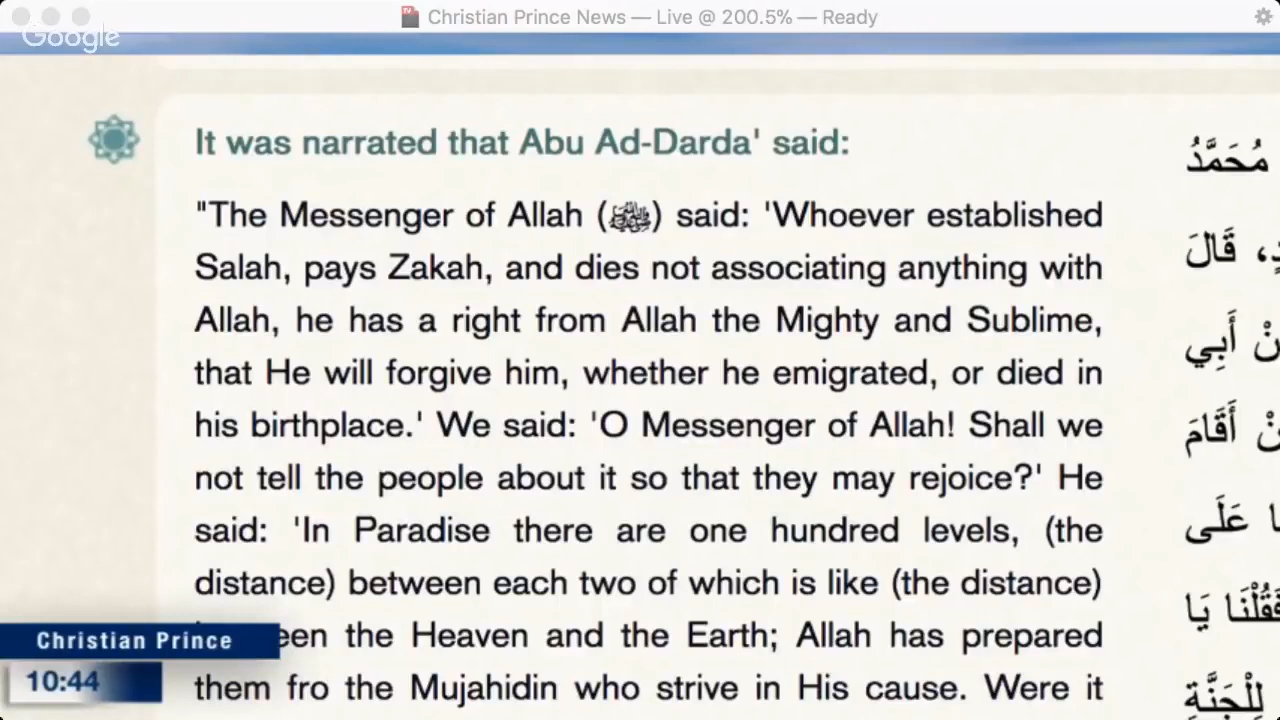 Christian Prince News — Live @ 200.5% — Ready
Google
It was narrated that Abu Ad-Darda' said:
"The Messenger of Allah (ﷺ) said: 'Whoever established
Salah, pays Zakah, and dies not associating anything with
Allah, he has a right from Allah the Mighty and Sublime,
that He will forgive him, whether he emigrated, or died in
his birthplace.' We said: 'O Messenger of Allah! Shall we
not tell the people about it so that they may rejoice?' He
said: 'In Paradise there are one hundred levels, (the
distance) between each two of which is like (the distance)
the Heaven and the Earth; Allah has prepared
them fro the Mujahidin who strive in His cause. Were it
مُحَمَّدُ
قَالَ
أَبِي
أَقَامَ
عَلَى
فَقُلْنَا يَا
لِلْجَنَّةِ
Christian Prince
10:44